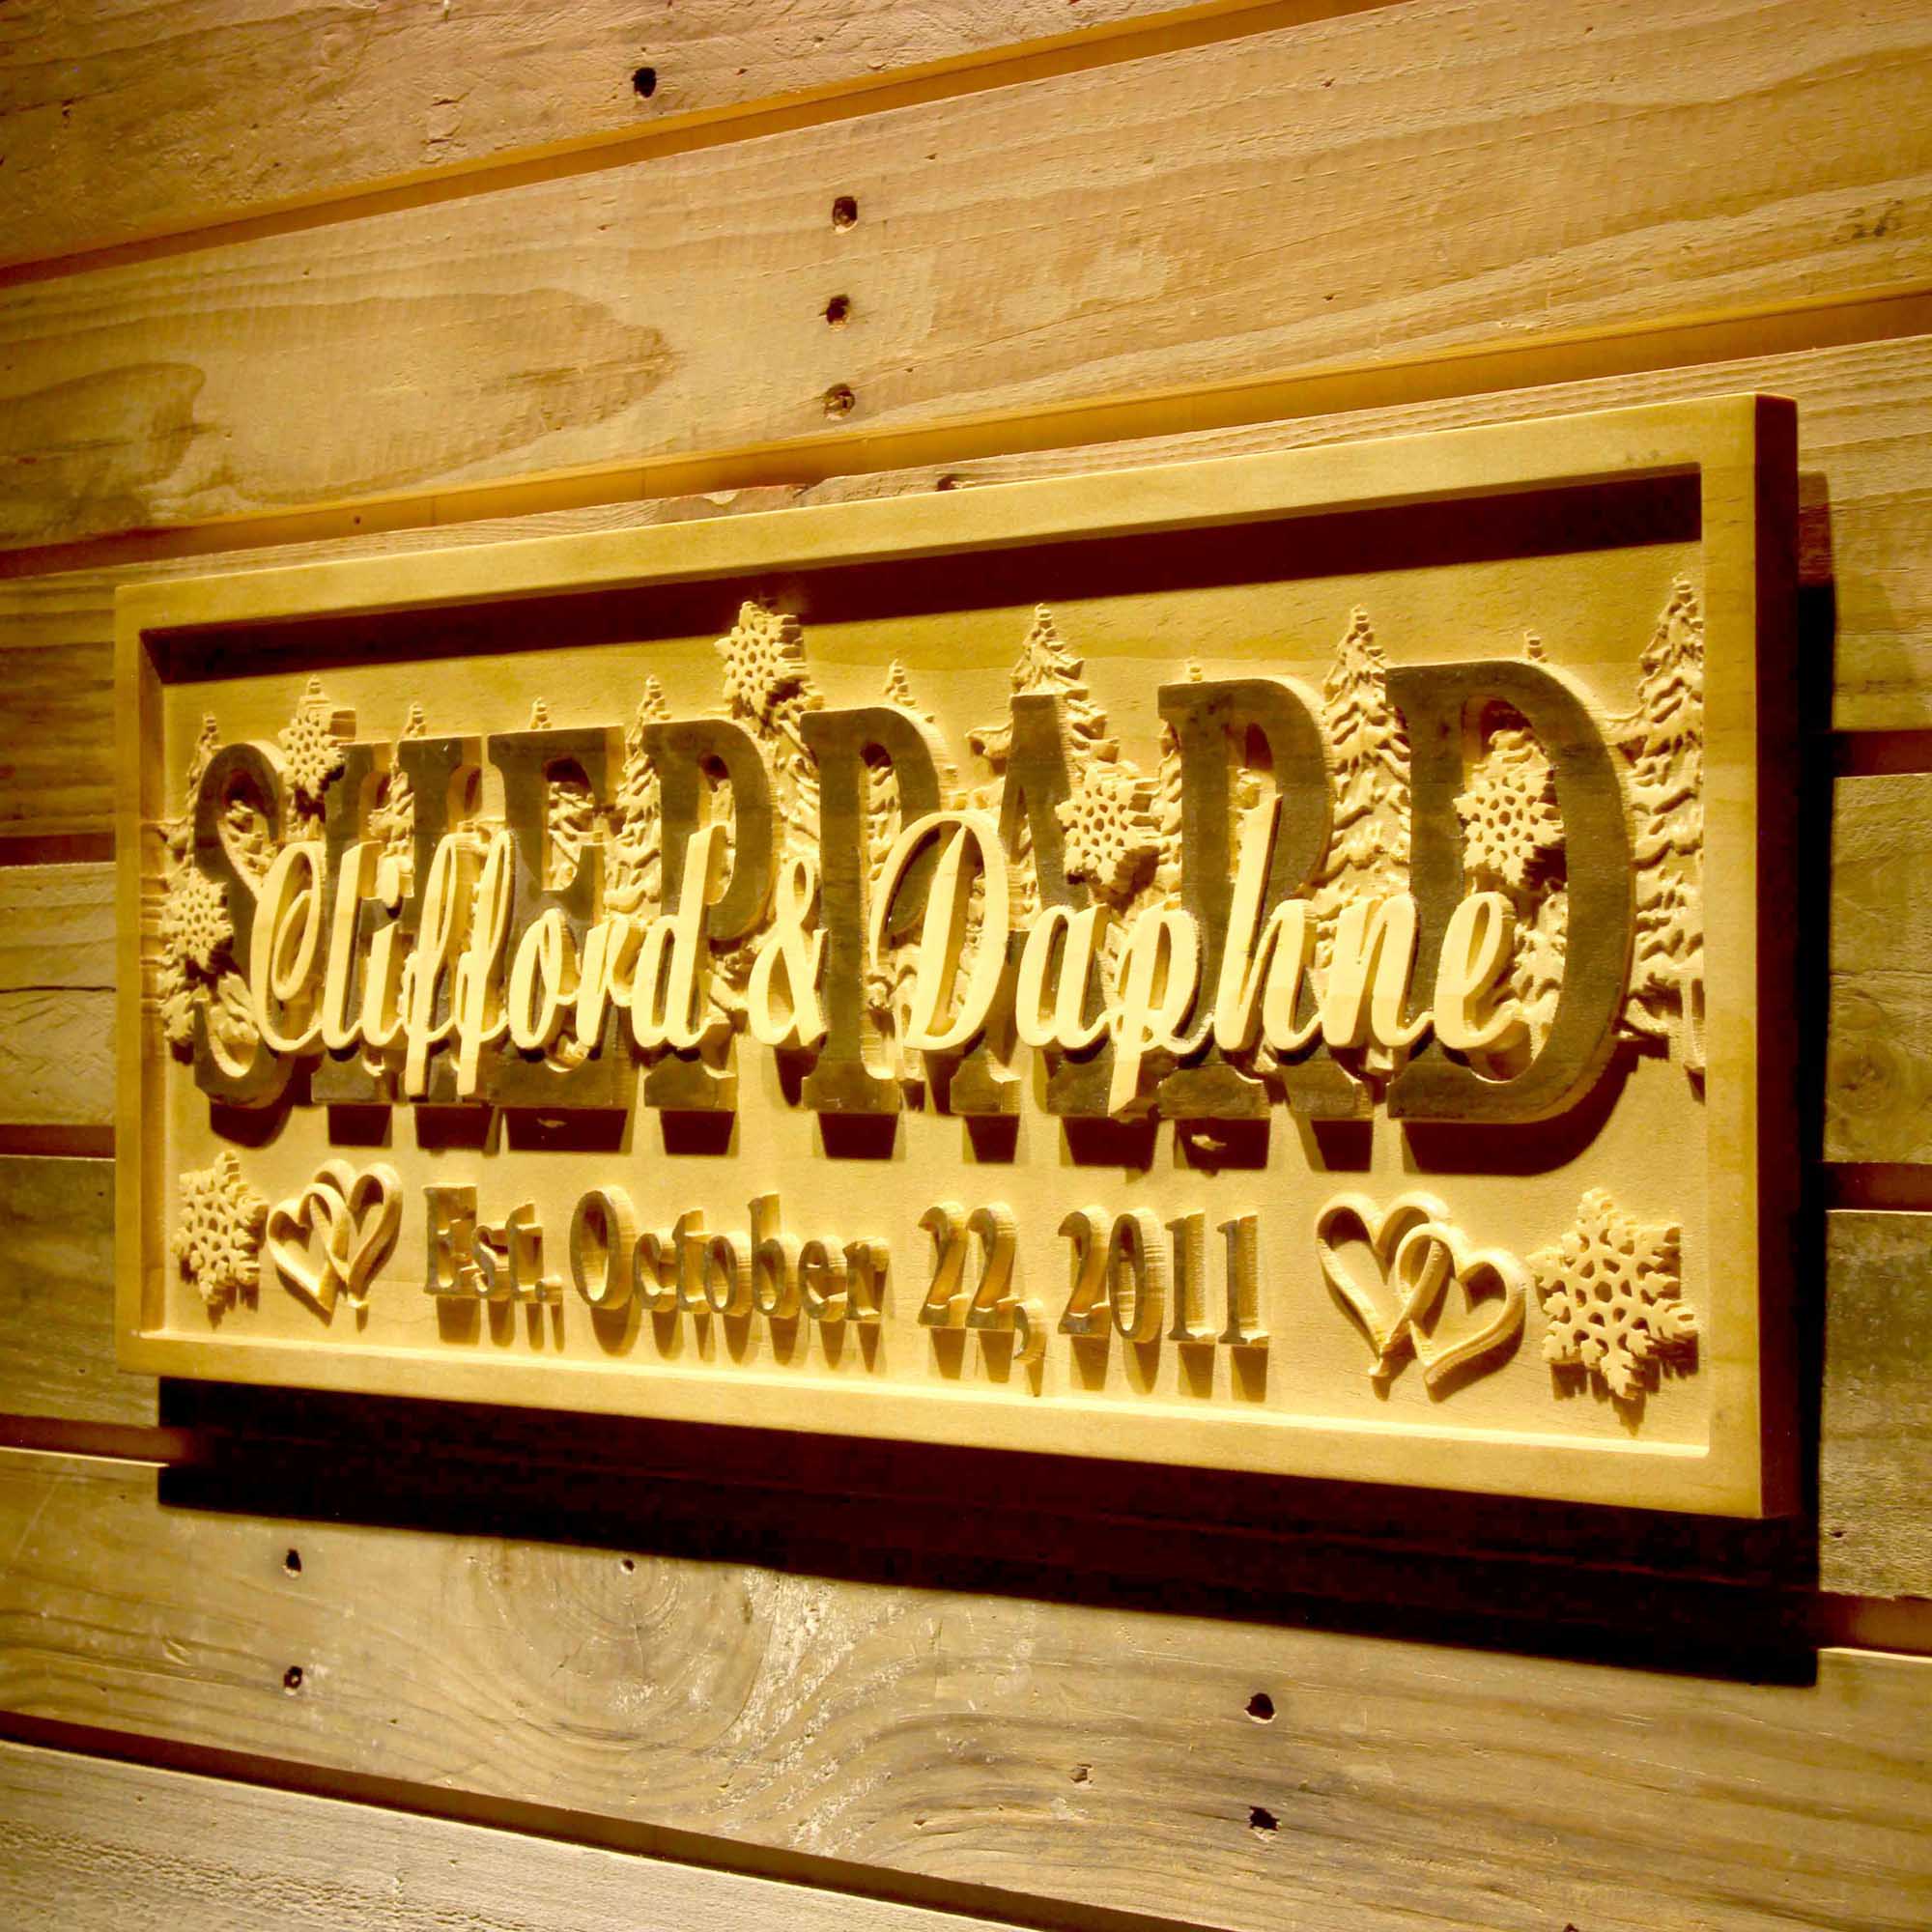 SHEPPARD
Clifford & Daphne
Est. October 22, 2011